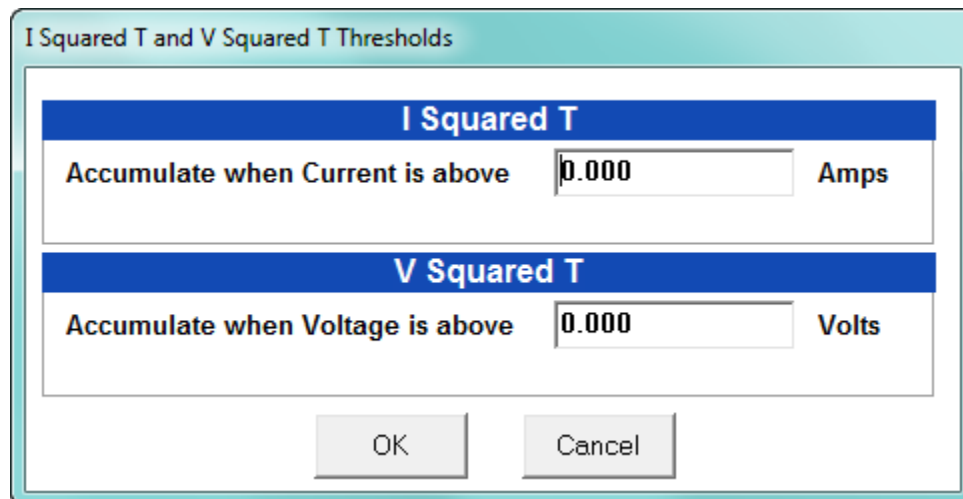 I Squared T and V Squared T Thresholds
I Squared T
Accumulate when Current is above 0.000 Amps
V Squared T
Accumulate when Voltage is above 0.000 Volts
OK Cancel